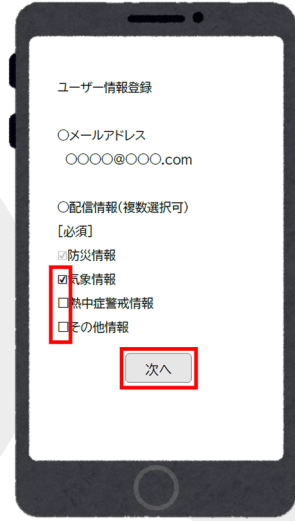 ユーザー情報登録
○メールアドレス
○○○○@○○○.com
○配信情報(複数選択可)
[必須]
☑防災情報
☑気象情報
□熱中症警戒情報
□その他情報
次へ